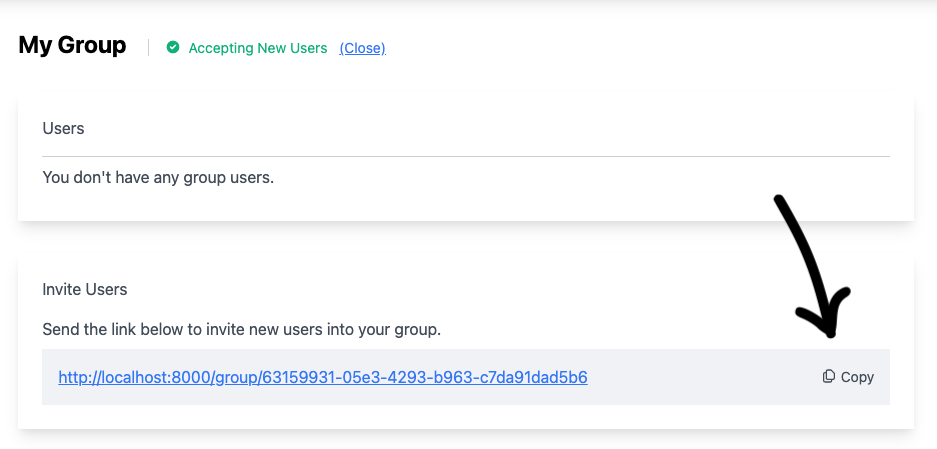 My Group
Accepting New Users (Close)
Users
You don't have any group users.
Invite Users
Send the link below to invite new users into your group.
http://localhost:8000/group/63159931-05e3-4293-b963-c7da91dad5b6
Copy